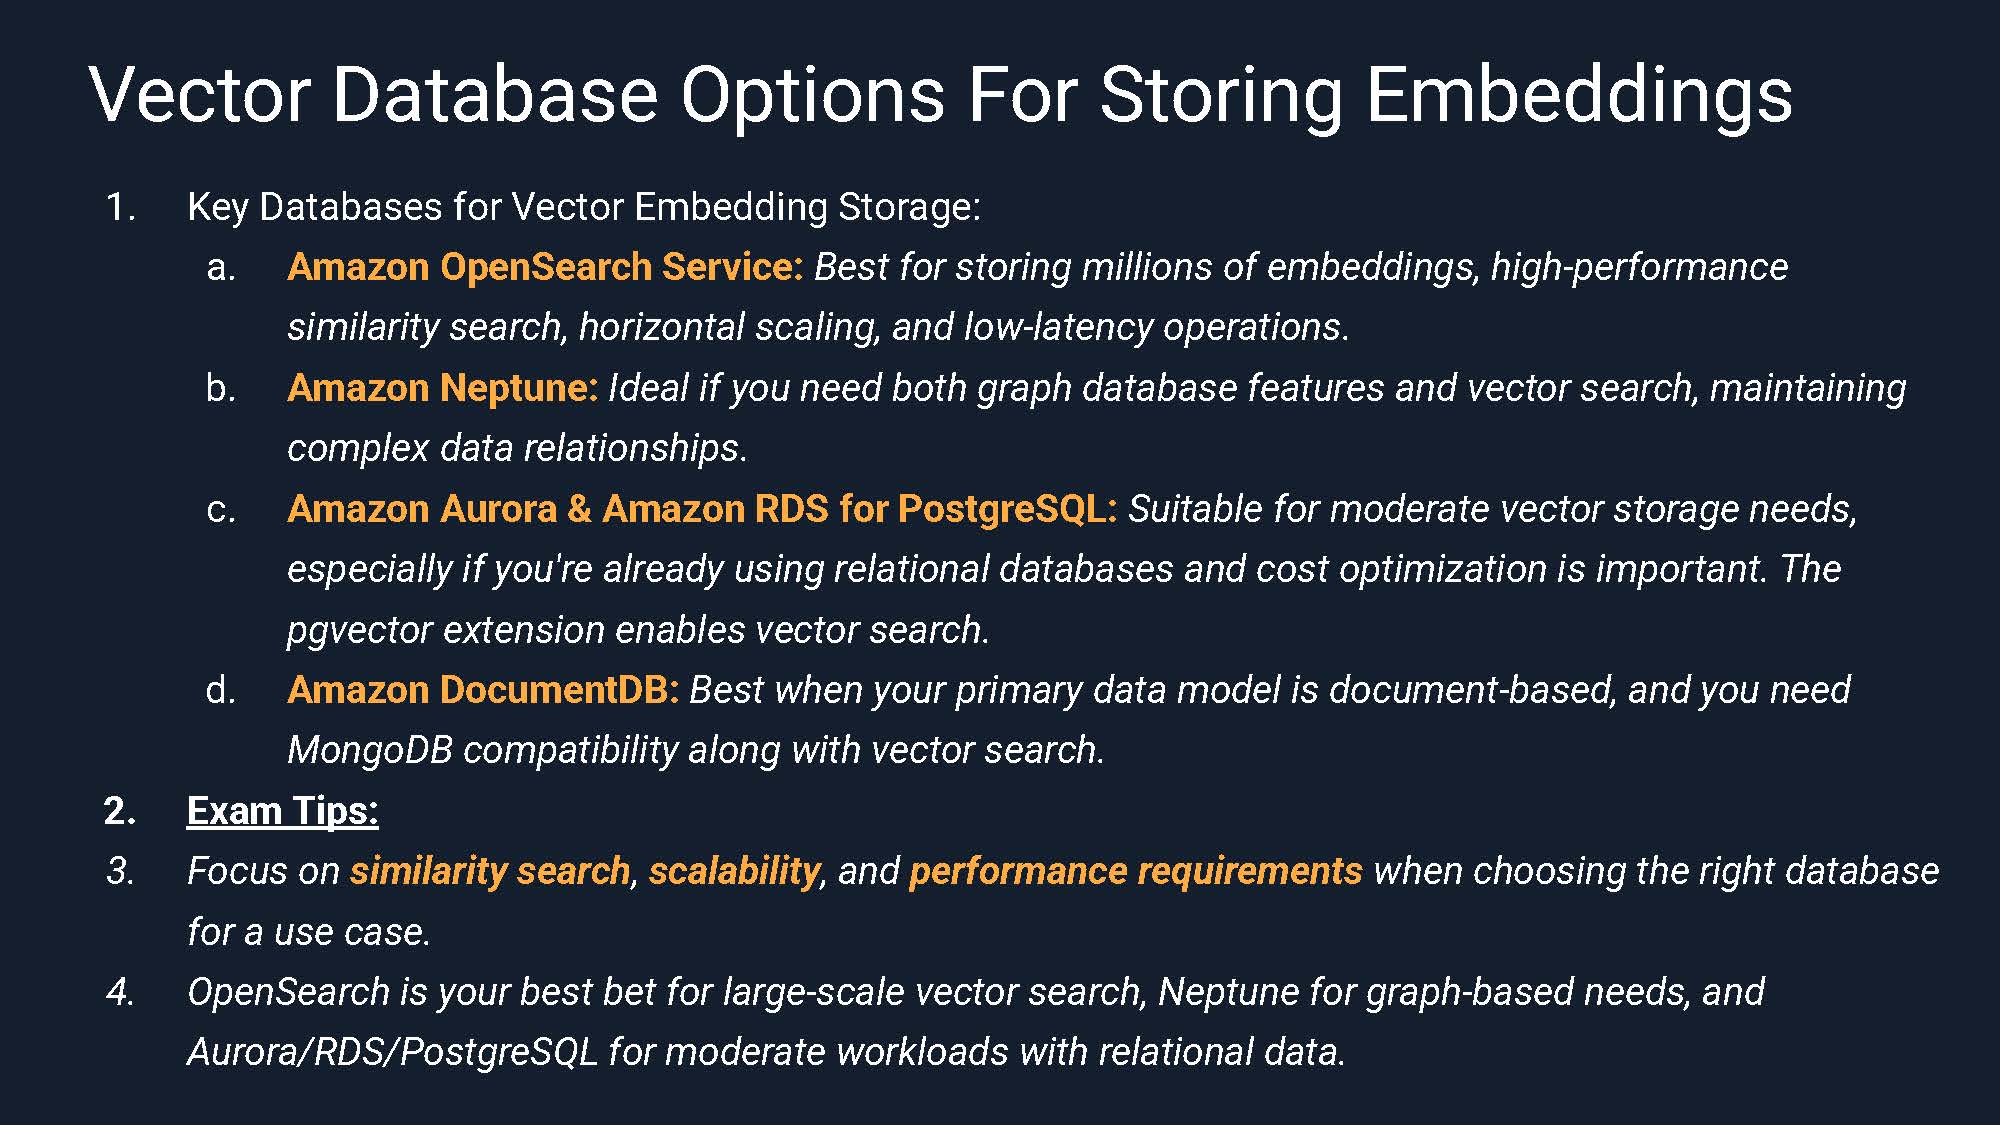 Vector Database Options For Storing Embeddings
1. Key Databases for Vector Embedding Storage:
a. Amazon OpenSearch Service: Best for storing millions of embeddings, high-performance
similarity search, horizontal scaling, and low-latency operations.
b. Amazon Neptune: Ideal if you need both graph database features and vector search, maintaining
complex data relationships.
c. Amazon Aurora & Amazon RDS for PostgreSQL: Suitable for moderate vector storage needs,
especially if you're already using relational databases and cost optimization is important. The
pgvector extension enables vector search.
d. Amazon DocumentDB: Best when your primary data model is document-based, and you need
MongoDB compatibility along with vector search.
2. Exam Tips:
3. Focus on similarity search, scalability, and performance requirements when choosing the right database
for a use case.
4. OpenSearch is your best bet for large-scale vector search, Neptune for graph-based needs, and
Aurora/RDS/PostgreSQL for moderate workloads with relational data.